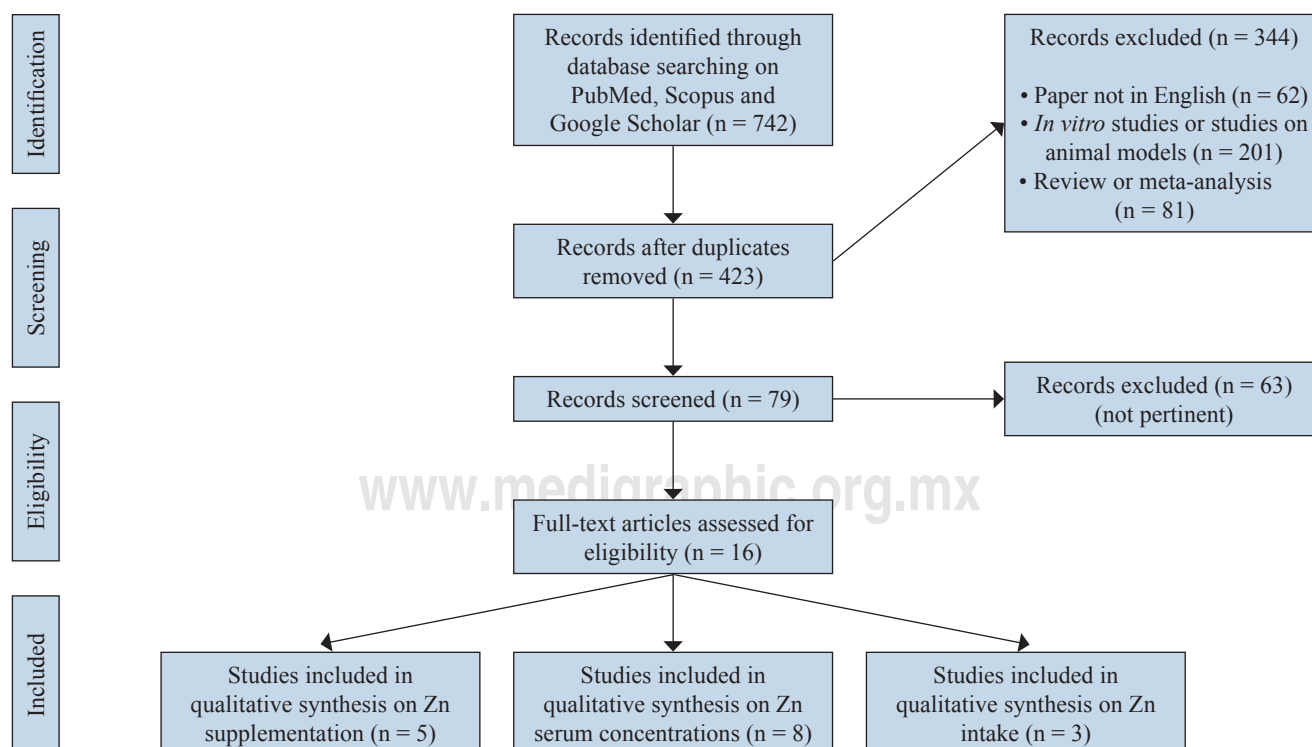 Identification
Records identified through
database searching on
PubMed, Scopus and
Google Scholar (n = 742)
Records excluded (n = 344)
• Paper not in English (n = 62)
• In vitro studies or studies on
animal models (n = 201)
• Review or meta-analysis
(n = 81)
Screening
Records after duplicates
removed (n = 423)
Records screened (n = 79)
Records excluded (n = 63)
(not pertinent)
Eligibility
www.medigraphic.org.mx
Full-text articles assessed for
eligibility (n = 16)
Included
Studies included in
qualitative synthesis on Zn
supplementation (n = 5)
Studies included in
qualitative synthesis on Zn
serum concentrations (n = 8)
Studies included in
qualitative synthesis on Zn
intake (n = 3)